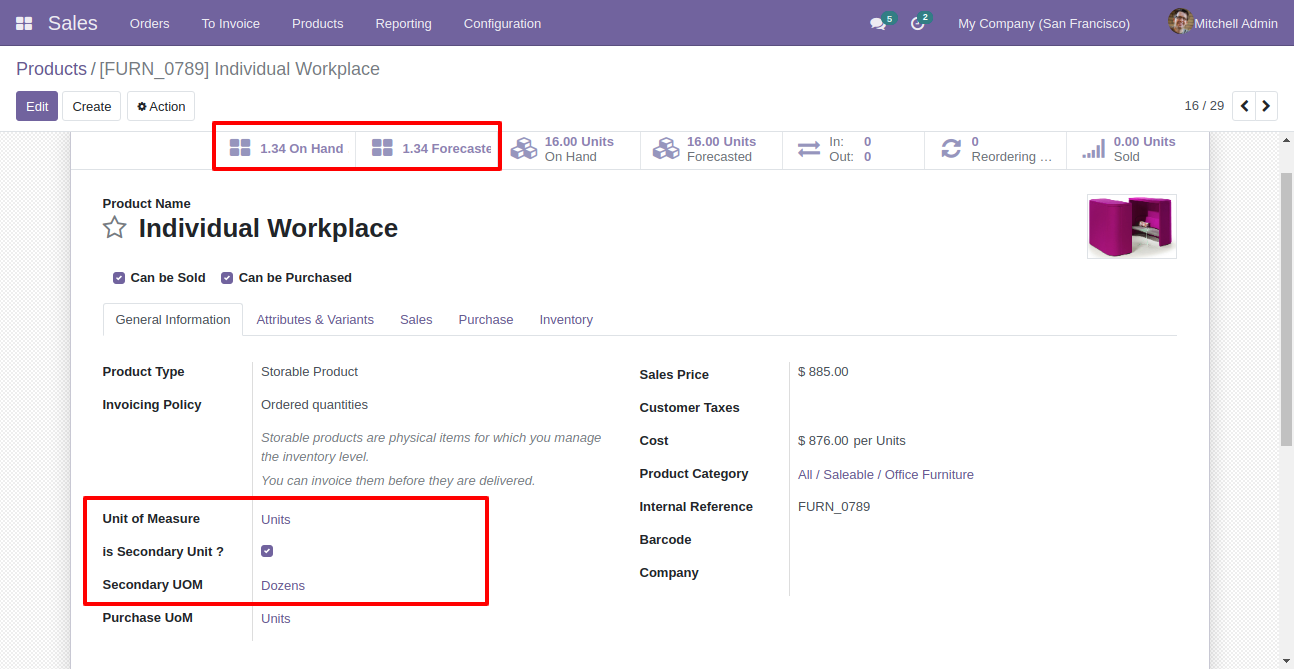 Sales Orders To Invoice Products Reporting Configuration 5 2 My Company (San Francisco) Mitchell Admin
Products / [FURN_0789] Individual Workplace
Edit Create Action 16 / 29
1.34 On Hand 1.34 Forecaste 16.00 Units On Hand 16.00 Units Forecasted In: 0 Out: 0 0 Reordering ... 0.00 Units Sold
Product Name
Individual Workplace
Can be Sold Can be Purchased
General Information Attributes & Variants Sales Purchase Inventory
Product Type Storable Product
Invoicing Policy Ordered quantities
Storable products are physical items for which you manage
the inventory level.
You can invoice them before they are delivered.
Unit of Measure Units
is Secondary Unit ?
Secondary UOM Dozens
Purchase UoM Units
Sales Price $ 885.00
Customer Taxes
Cost $ 876.00 per Units
Product Category All / Saleable / Office Furniture
Internal Reference FURN_0789
Barcode
Company